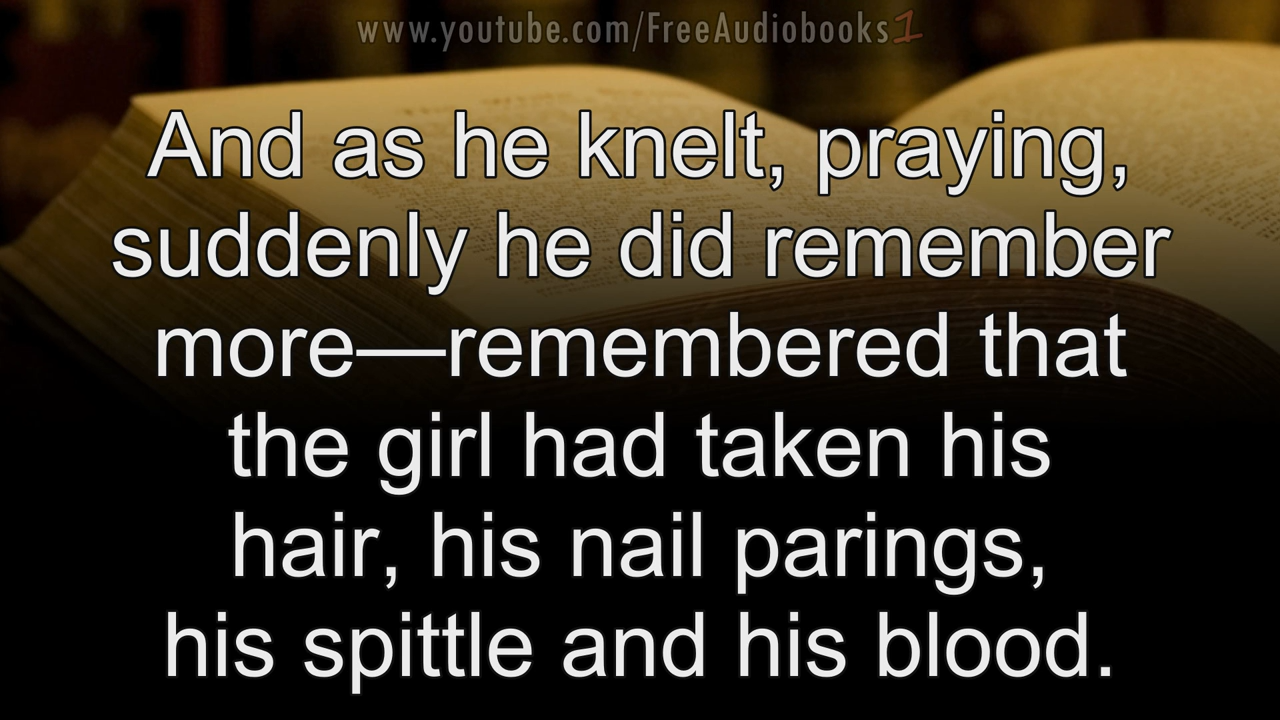 www.youtube.com/FreeAudiobooks1
And as he knelt, praying,
suddenly he did remember
more—remembered that
the girl had taken his
hair, his nail parings,
his spittle and his blood.